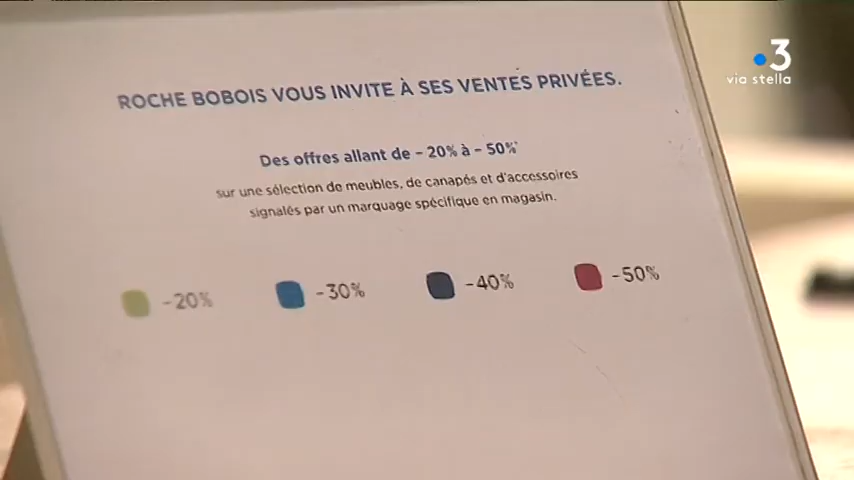 3
via stella
ROCHE BOBOIS VOUS INVITE À SES VENTES PRIVÉES.
Des offres allant de - 20% à - 50%*
sur une sélection de meubles, de canapés et d'accessoires
signalés par un marquage spécifique en magasin.
-20% -30% -40% -50%